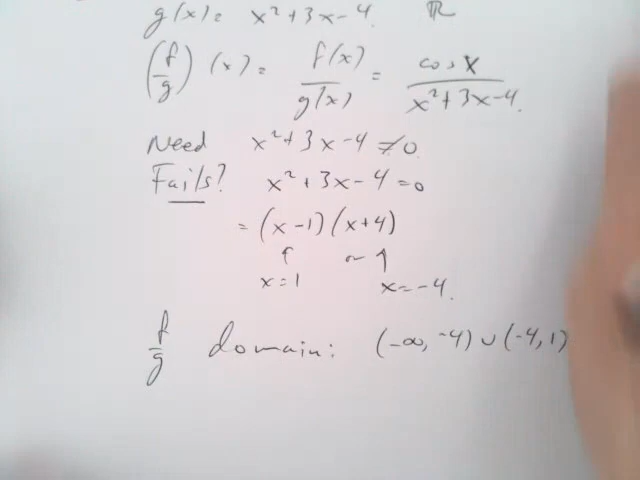 g(x) = x²+3x-4. ℝ
(f/g)(x) = f(x)/g(x) = cos x/x²+3x-4.
Need x²+3x-4 ≠ 0.
Fails? x²+3x-4=0
= (x-1)(x+4)
↑ or ↑
x=1 x=-4.
f/g domain: (-∞,-4)∪(-4,1)